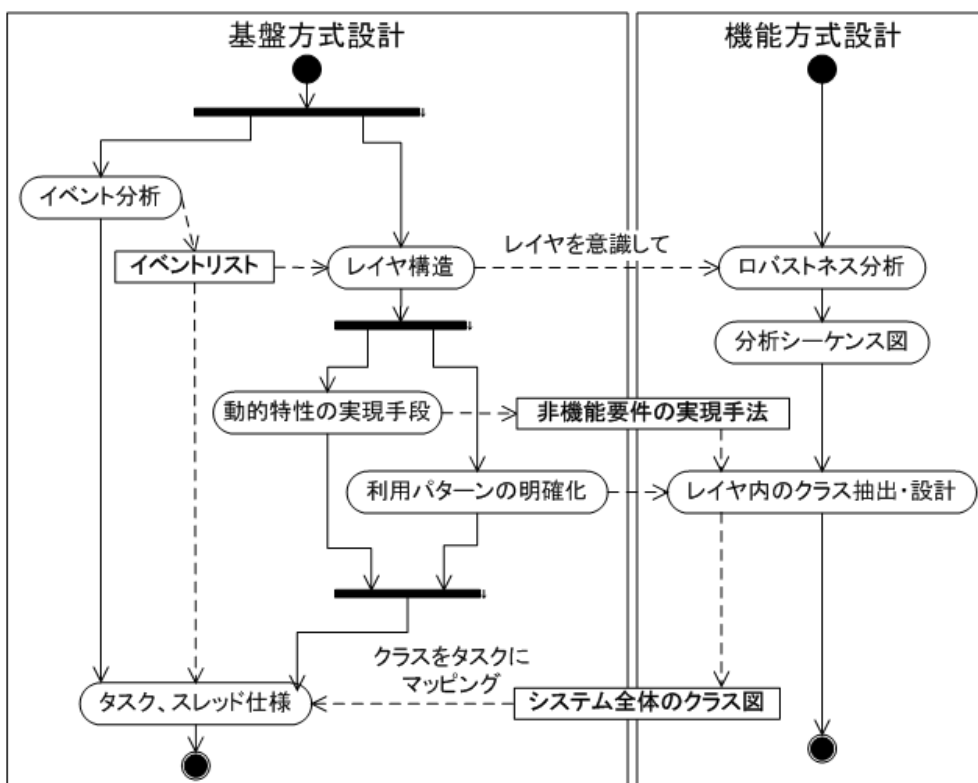 基盤方式設計
機能方式設計
イベント分析
イベントリスト
レイヤ構造
レイヤを意識して
ロバストネス分析
分析シーケンス図
動的特性の実現手段
非機能要件の実現手法
利用パターンの明確化
レイヤ内のクラス抽出・設計
クラスをタスクに
マッピング
タスク、スレッド仕様
システム全体のクラス図